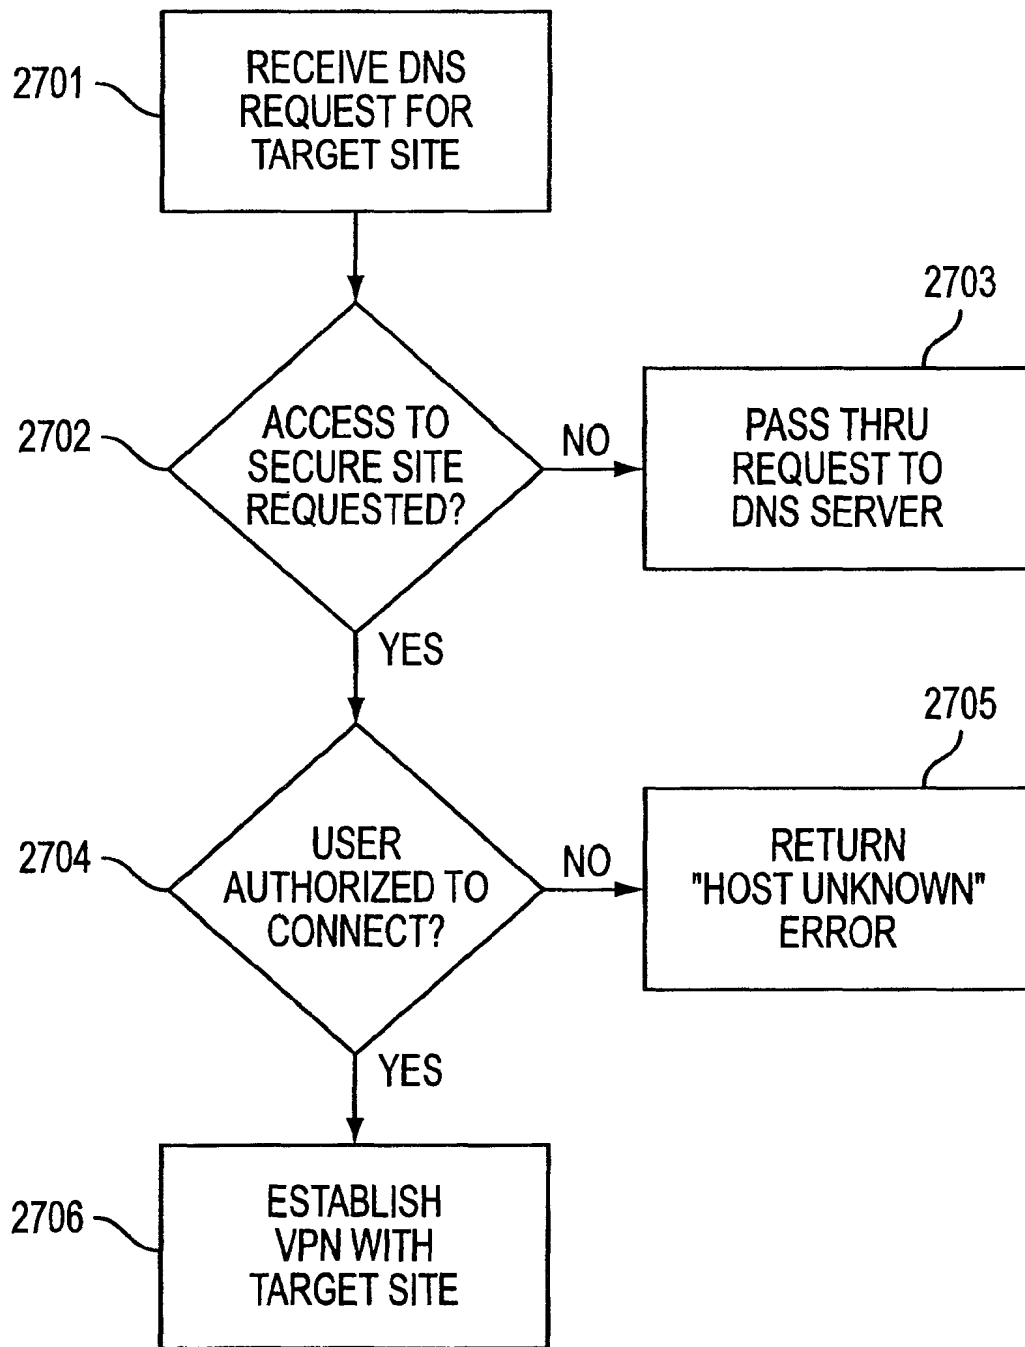 2701
RECEIVE DNS
REQUEST FOR
TARGET SITE
2702
ACCESS TO
SECURE SITE
REQUESTED?
NO
2703
PASS THRU
REQUEST TO
DNS SERVER
YES
2704
USER
AUTHORIZED TO
CONNECT?
NO
2705
RETURN
"HOST UNKNOWN"
ERROR
YES
2706
ESTABLISH
VPN WITH
TARGET SITE